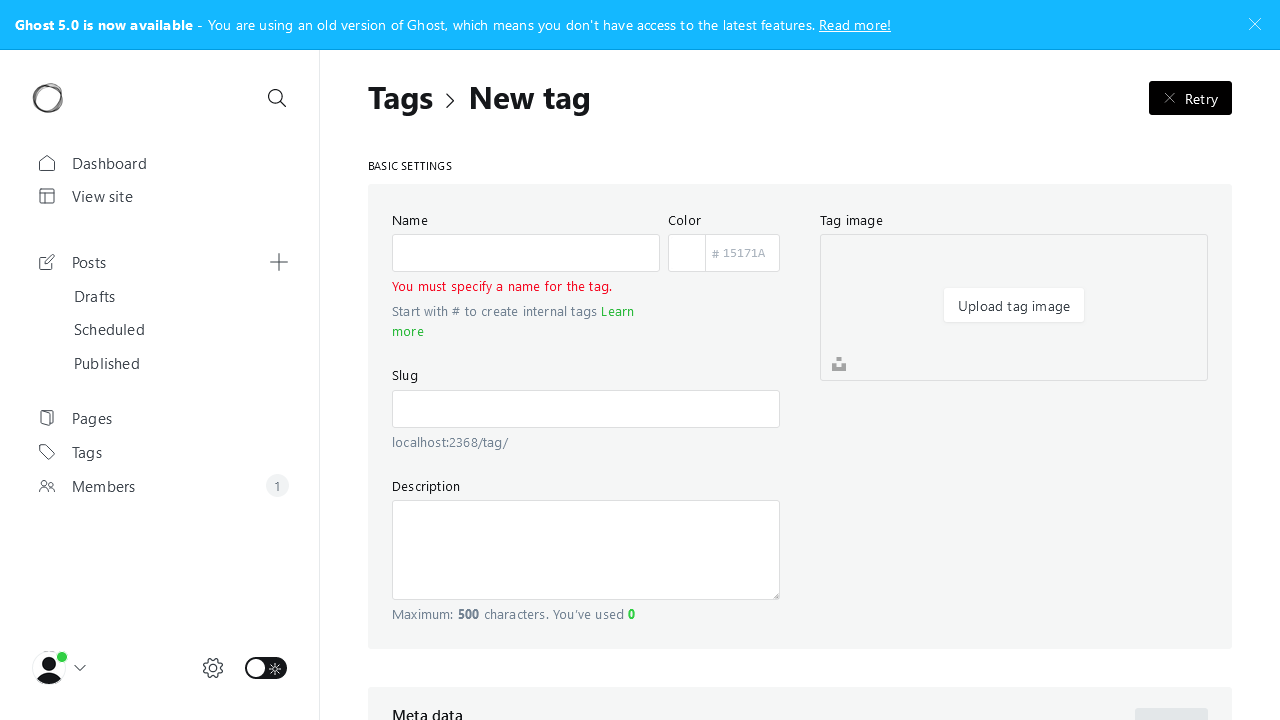 Ghost 5.0 is now available - You are using an old version of Ghost, which means you don't have access to the latest features. Read more!
Tags > New tag
Retry
Dashboard
View site
Posts
Drafts
Scheduled
Published
Pages
Tags
Members
1
BASIC SETTINGS
Name
Color
# 15171A
You must specify a name for the tag.
Start with # to create internal tags Learn
more
Slug
localhost:2368/tag/
Description
Maximum: 500 characters. You've used 0
Tag image
Upload tag image
Meta data